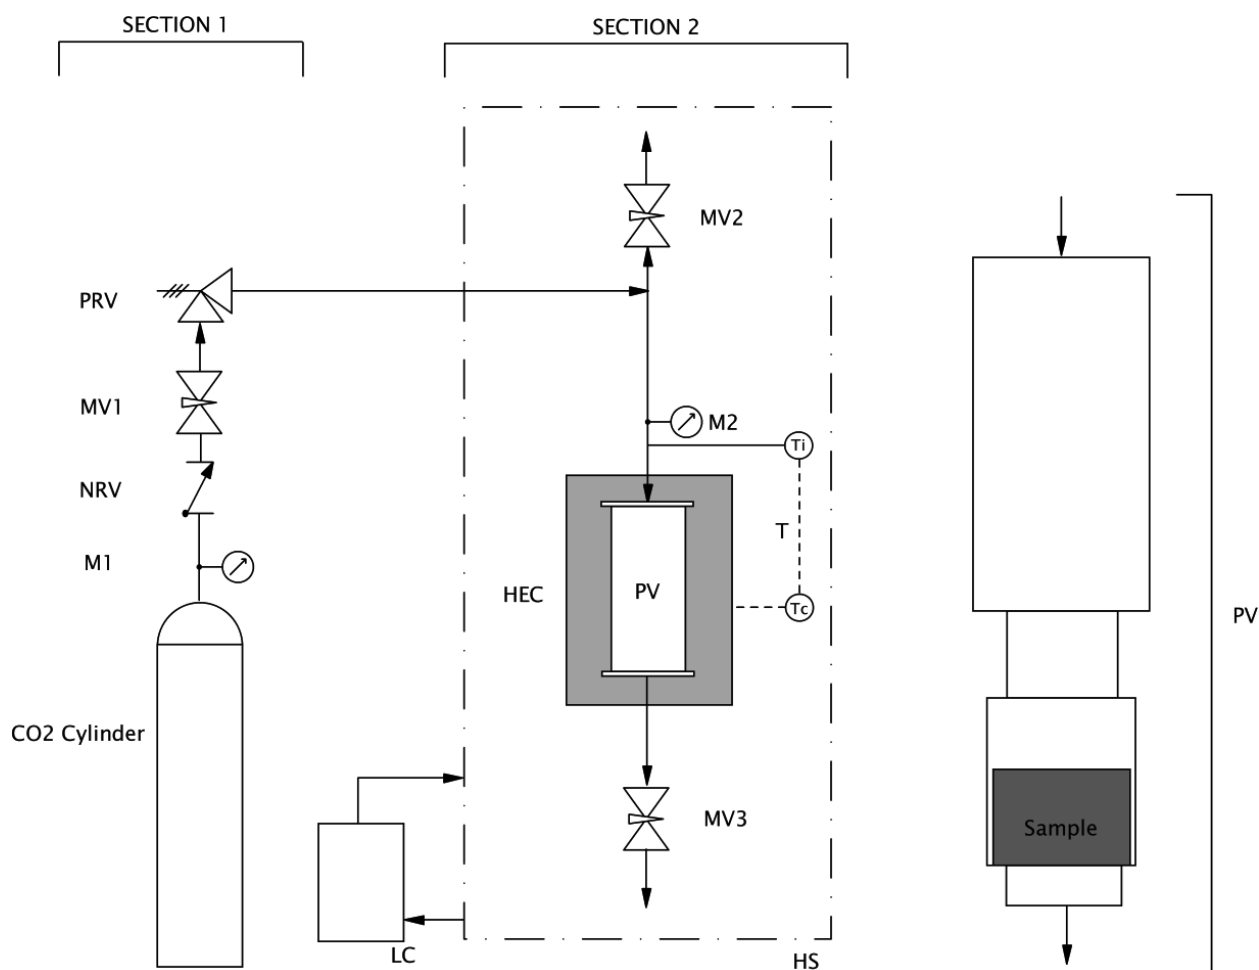 SECTION 1
SECTION 2
MV2
PRV
MV1
M2
Ti
NRV
T
M1
HEC
PV
Tc
PV
CO2 Cylinder
MV3
Sample
LC
HS